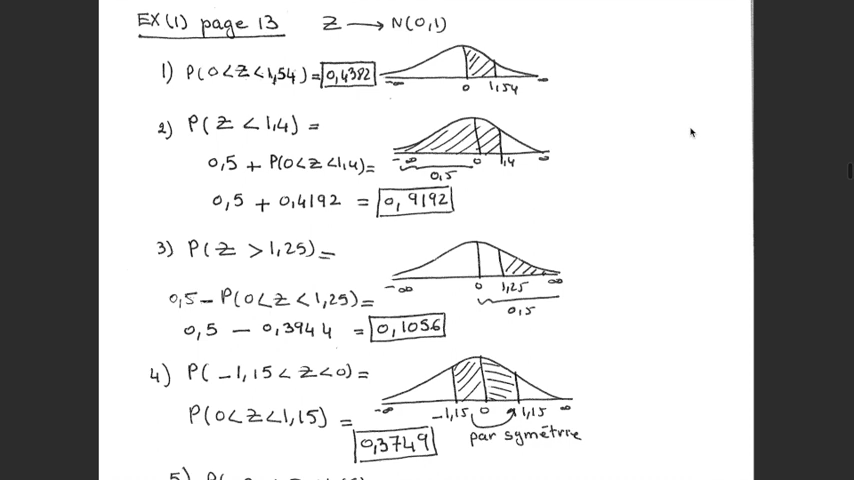 EX(1) page 13 Z → N(0,1)
1) P(0<Z<1,54)=0,4382
-∞ 0 1,54 ∞
2) P(Z<1,4)=
0,5 + P(0<Z<1,4)=
-∞ 0 1,4 ∞
0,5
0,5 + 0,4192 = 0,9192
3) P(Z>1,25)=
-∞ 0 1,25 ∞
0,5 - P(0<Z<1,25)=
0,5
0,5 - 0,3944 = 0,1056
4) P(-1,15<Z<0)=
-∞ -1,15 0 1,15 ∞
P(0<Z<1,15) =
par symétrie
0,3749
5)